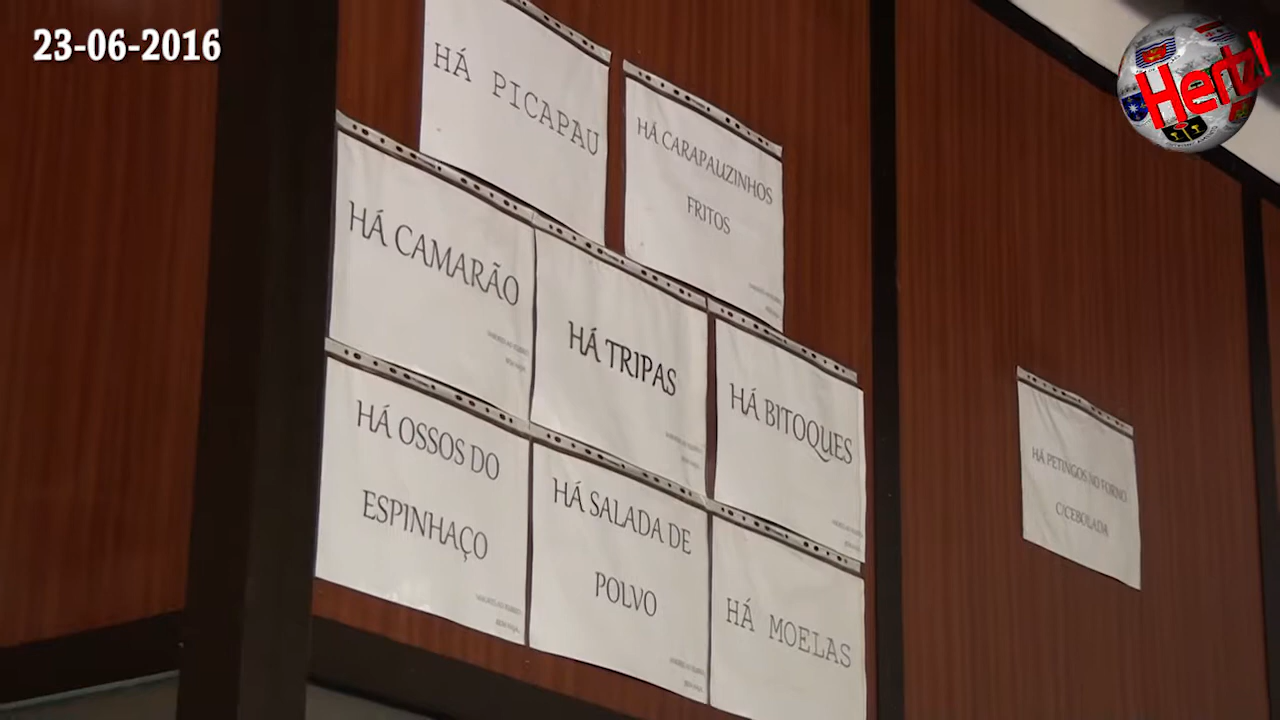 23-06-2016
Hertz
HÁ PICAPAU
HÁ CARAPAUZINHOS
FRITOS
HÁ CAMARÃO
HÁ TRIPAS
HÁ BITOQUES
HÁ OSSOS DO
ESPINHAÇO
HÁ SALADA DE
POLVO
HÁ MOELAS
HÁ PETINGOS NO FORNO
C/CEBOLADA